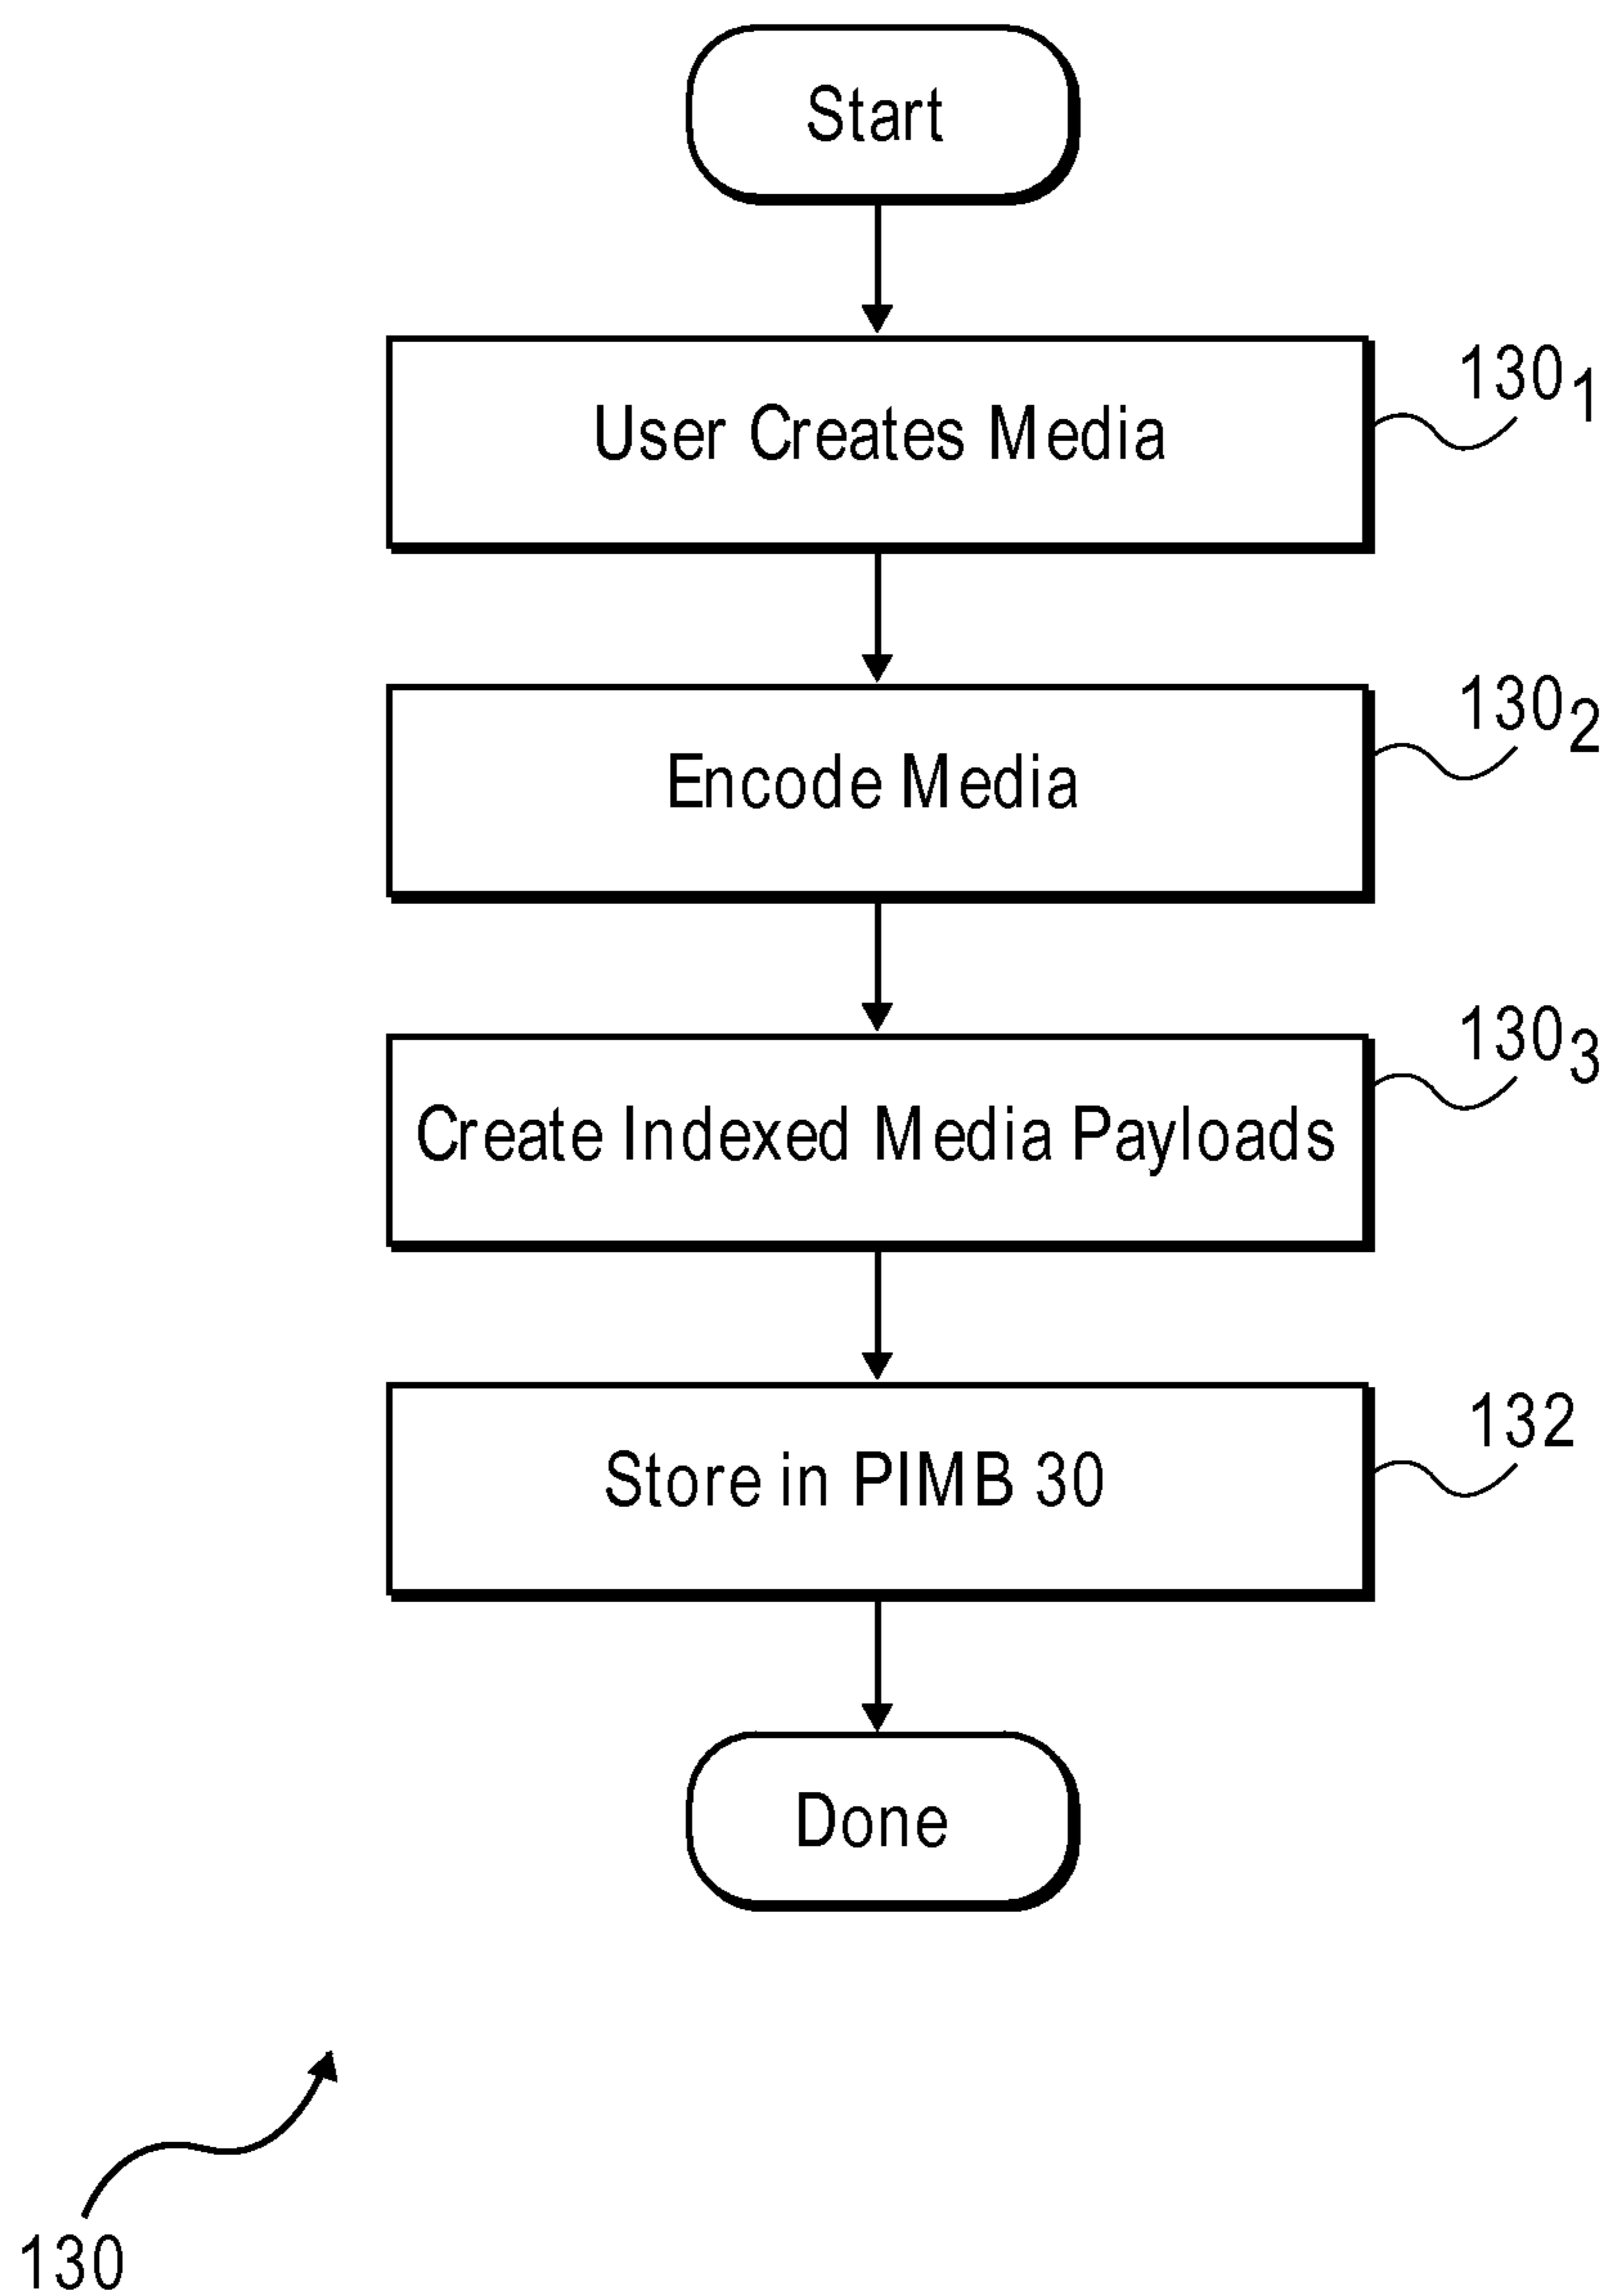 Start
User Creates Media
130₁
Encode Media
130₂
Create Indexed Media Payloads
130₃
Store in PIMB 30
132
Done
130